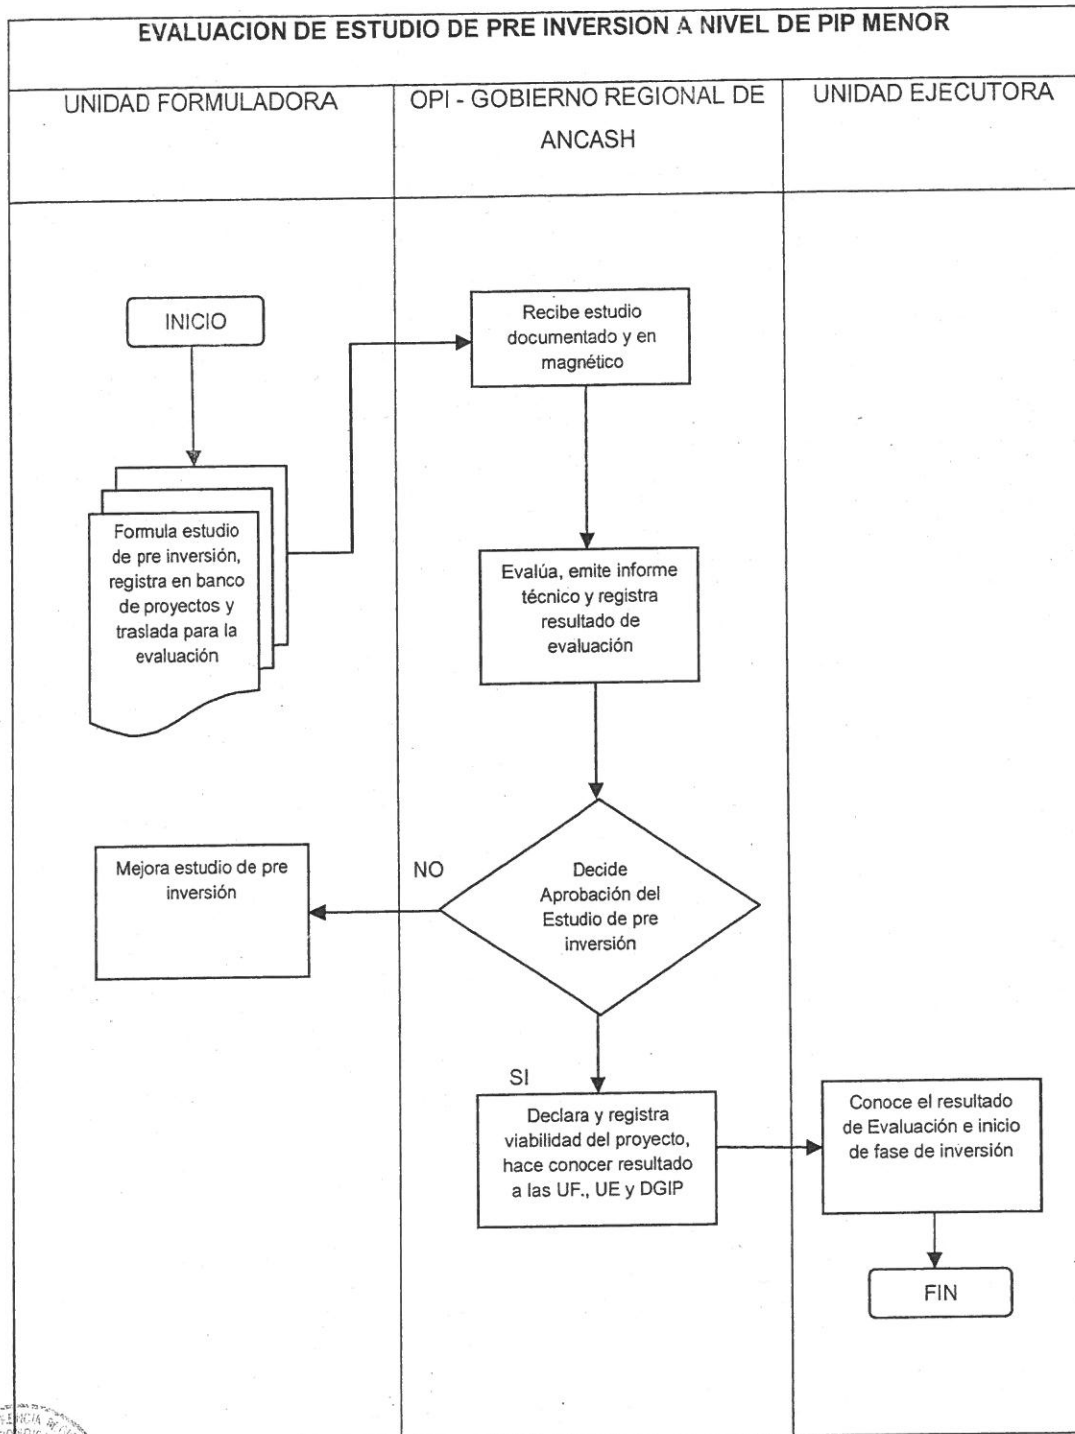 EVALUACION DE ESTUDIO DE PRE INVERSION A NIVEL DE PIP MENOR
UNIDAD FORMULADORA
OPI - GOBIERNO REGIONAL DE
ANCASH
UNIDAD EJECUTORA
INICIO
Recibe estudio
documentado y en
magnético
Formula estudio
de pre inversión,
registra en banco
de proyectos y
traslada para la
evaluación
Evalúa, emite informe
técnico y registra
resultado de
evaluación
Mejora estudio de pre
inversión
NO
Decide
Aprobación del
Estudio de pre
inversión
SI
Declara y registra
viabilidad del proyecto,
hace conocer resultado
a las UF., UE y DGIP
Conoce el resultado
de Evaluación e inicio
de fase de inversión
FIN